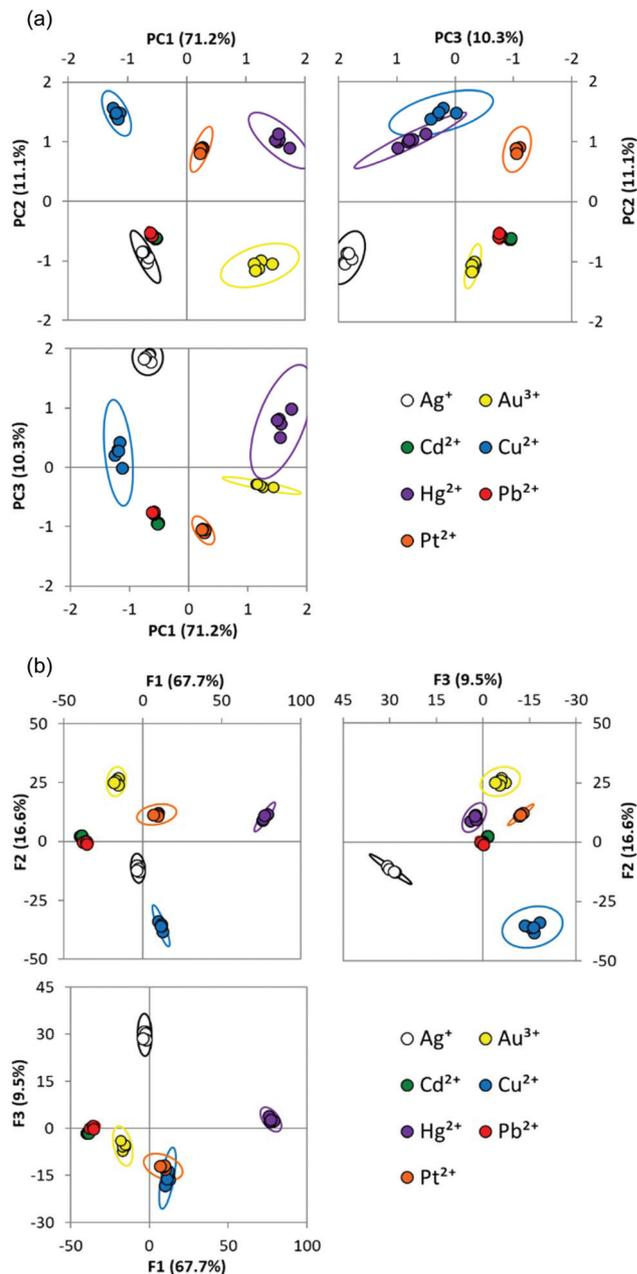 (a)
PC1 (71.2%)
-2 -1 0 1 2
PC2 (11.1%)
2
1
0
-1
-2
PC3 (10.3%)
2 1 0 -1 -2
2
1
0
-1
-2
PC2 (11.1%)
PC3 (10.3%)
2
1
0
-1
-2
-2 -1 0 1 2
PC1 (71.2%)
Ag⁺ Au³⁺
Cd²⁺ Cu²⁺
Hg²⁺ Pb²⁺
Pt²⁺
(b)
F1 (67.7%)
-50 0 50 100
F2 (16.6%)
50
25
0
-25
-50
F3 (9.5%)
45 30 15 0 -15 -30
50
25
0
-25
-50
F2 (16.6%)
F3 (9.5%)
45
30
15
0
-15
-30
-50 0 50 100
F1 (67.7%)
Ag⁺ Au³⁺
Cd²⁺ Cu²⁺
Hg²⁺ Pb²⁺
Pt²⁺